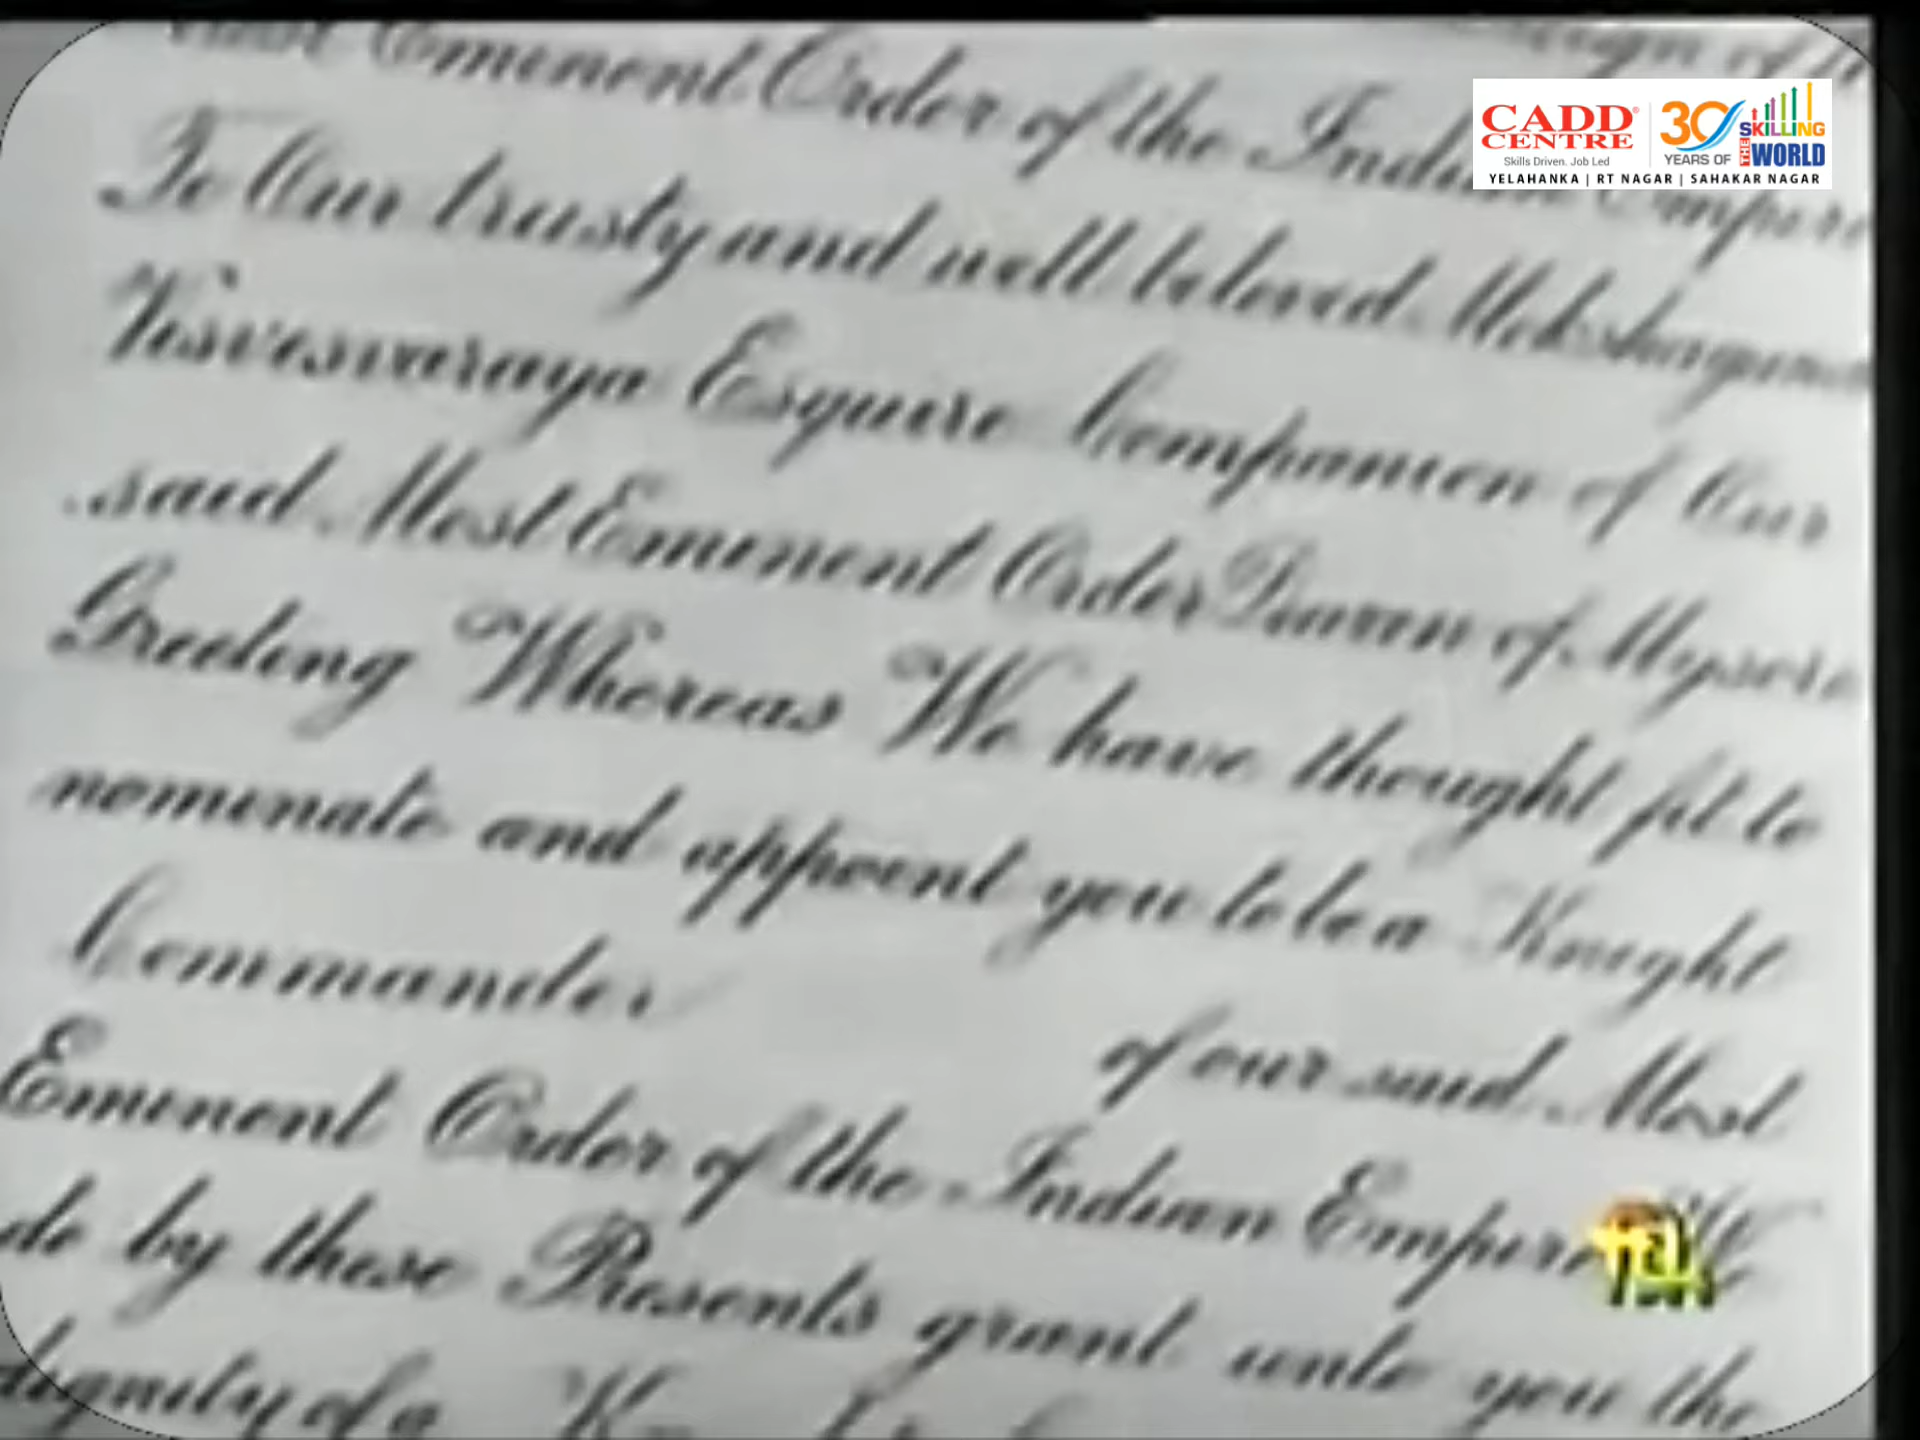 Eminent Order of the Indian Empire
To Our trusty and well beloved Mokshagundam
Visvesvaraya Esquire Companion of Our
said Most Eminent Order Dewan of Mysore
Greeting Whereas We have thought fit to
nominate and appoint you to be a Knight
Commander of our said Most
Eminent Order of the Indian Empire We
do by these Presents grant unto you the
dignity of a
CADD CENTRE
Skills Driven. Job Led
30 YEARS OF SKILLING THE WORLD
YELAHANKA | RT NAGAR | SAHAKAR NAGAR